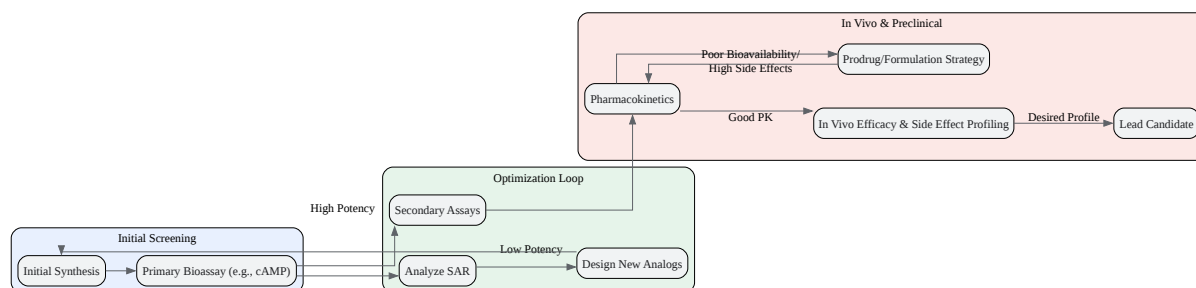 In Vivo & Preclinical
Poor Bioavailability/
High Side Effects
Prodrug/Formulation Strategy
Pharmacokinetics
Good PK
In Vivo Efficacy & Side Effect Profiling
Desired Profile
Lead Candidate
Optimization Loop
High Potency
Secondary Assays
Initial Screening
Low Potency
Initial Synthesis
Primary Bioassay (e.g., cAMP)
Analyze SAR
Design New Analogs